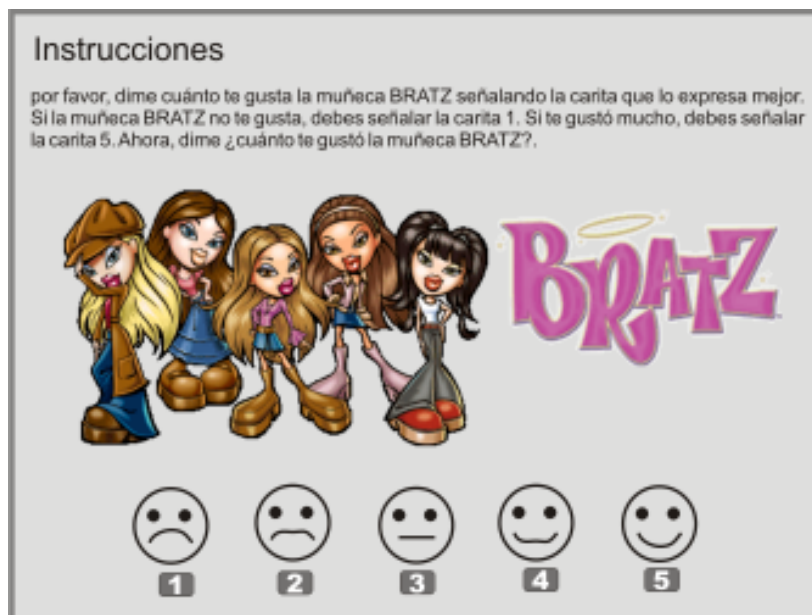 Instrucciones
por favor, dime cuánto te gusta la muñeca BRATZ señalando la carita que lo expresa mejor.
Si la muñeca BRATZ no te gusta, debes señalar la carita 1. Si te gustó mucho, debes señalar
la carita 5. Ahora, dime ¿cuánto te gustó la muñeca BRATZ?.
BRATZ
1 2 3 4 5